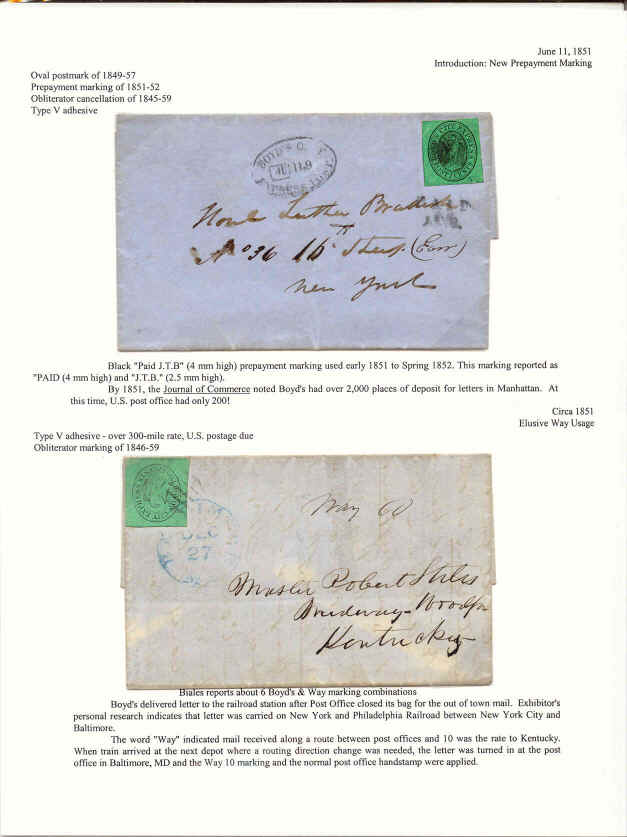 June 11, 1851
Introduction: New Prepayment Marking
Oval postmark of 1849-57
Prepayment marking of 1851-52
Obliterator cancellation of 1845-59
Type V adhesive
BOYD'S
JUN 9
EXPRESS POST
J.T.B.
Luther Bradish
No 36 16 Street (East)
New York
Black "Paid J.T.B" (4 mm high) prepayment marking used early 1851 to Spring 1852. This marking reported as
"PAID (4 mm high) and "J.T.B." (2.5 mm high).
By 1851, the Journal of Commerce noted Boyd's had over 2,000 places of deposit for letters in Manhattan. At
this time, U.S. post office had only 200!
Circa 1851
Elusive Way Usage
Type V adhesive - over 300-mile rate, U.S. postage due
Obliterator marking of 1846-59
Way
DEC
27
Master Robert Stiles
Kentucky
Biales reports about 6 Boyd's & Way marking combinations
Boyd's delivered letter to the railroad station after Post Office closed its bag for the out of town mail. Exhibitor's
personal research indicates that letter was carried on New York and Philadelphia Railroad between New York City and
Baltimore.
The word "Way" indicated mail received along a route between post offices and 10 was the rate to Kentucky.
When train arrived at the next depot where a routing direction change was needed, the letter was turned in at the post
office in Baltimore, MD and the Way 10 marking and the normal post office handstamp were applied.